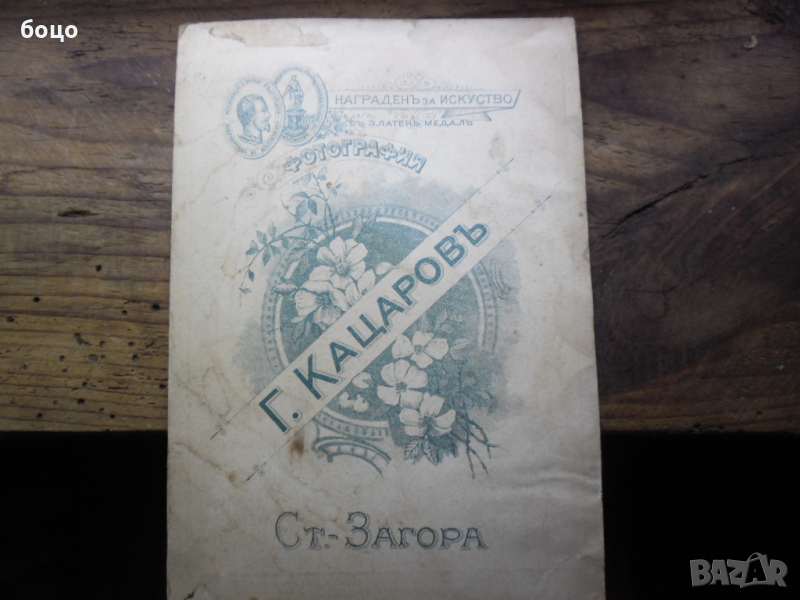 боцо
НАГРАДЕНЪ ЗА ИСКУСТВО
СЪ ЗЛАТЕНЪ МЕДАЛЪ
ФОТОГРАФИЯ
Г. КАЦАРОВЪ
СТ.-ЗАГОРА
BAZAR